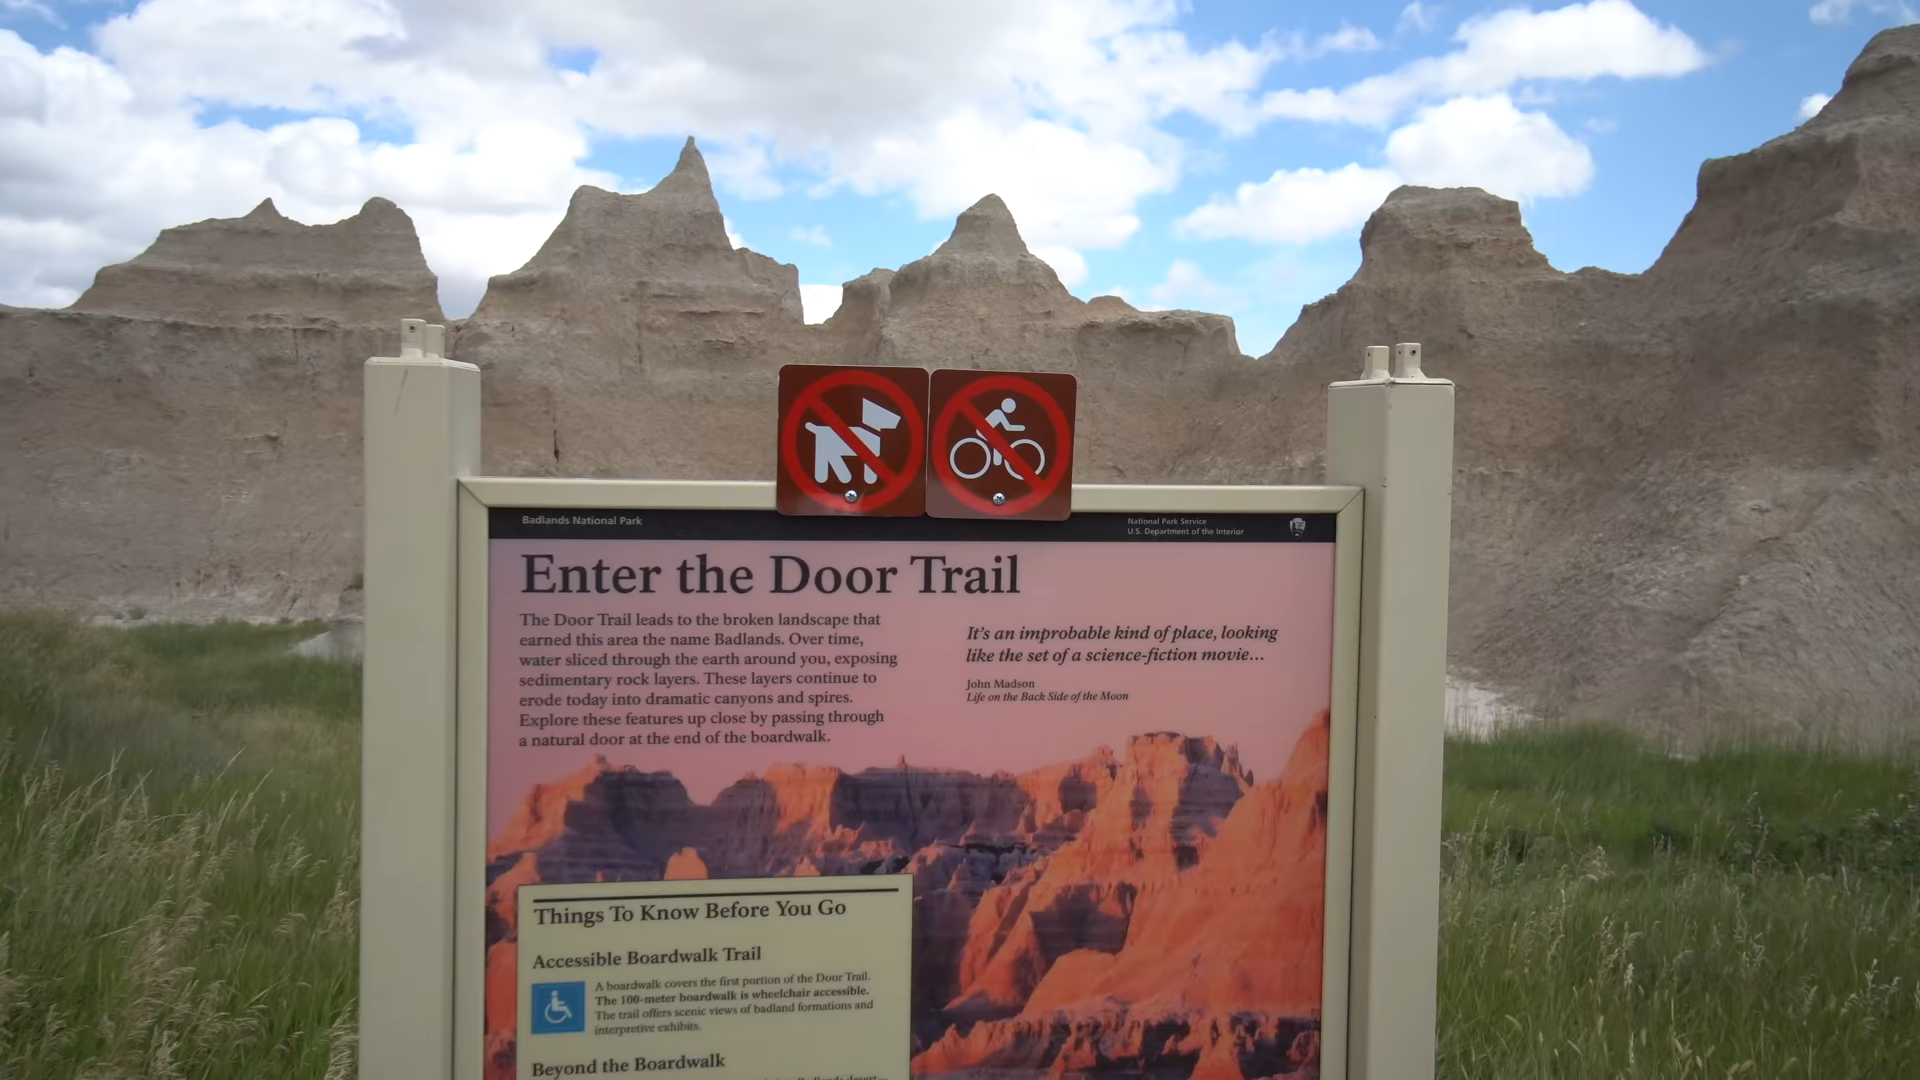 Badlands National Park
National Park Service
U.S. Department of the Interior
Enter the Door Trail
The Door Trail leads to the broken landscape that
earned this area the name Badlands. Over time,
water sliced through the earth around you, exposing
sedimentary rock layers. These layers continue to
erode today into dramatic canyons and spires.
Explore these features up close by passing through
a natural door at the end of the boardwalk.
It's an improbable kind of place, looking
like the set of a science-fiction movie...
John Madson
Life on the Back Side of the Moon
Things To Know Before You Go
Accessible Boardwalk Trail
A boardwalk covers the first portion of the Door Trail.
The 100-meter boardwalk is wheelchair accessible.
The trail offers scenic views of badland formations and
interpretive exhibits.
Beyond the Boardwalk